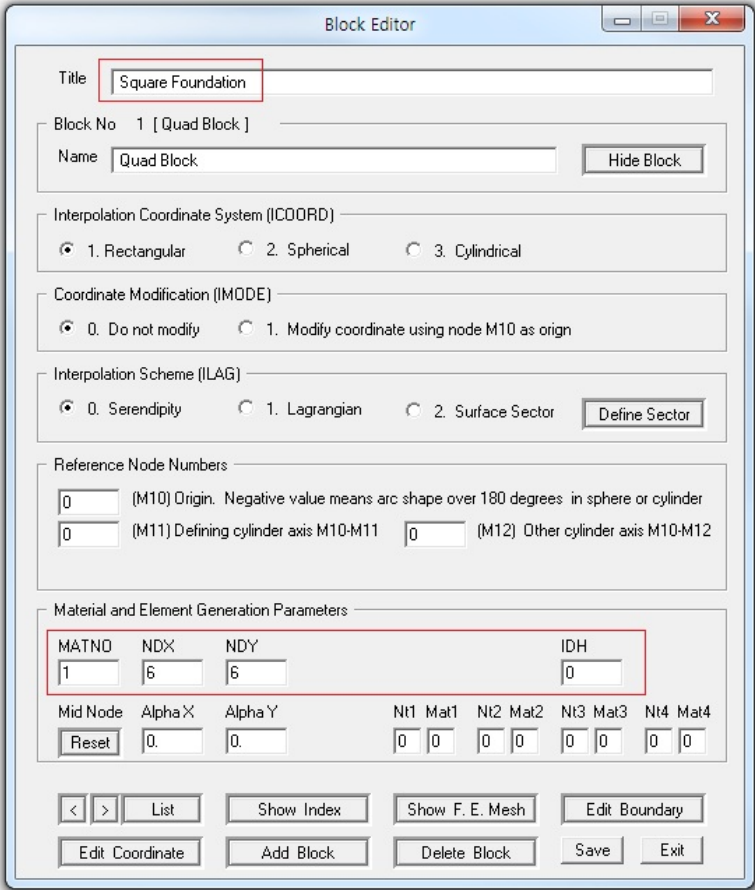 Block Editor
Title Square Foundation
Block No 1 [ Quad Block ]
Name Quad Block Hide Block
Interpolation Coordinate System (ICOORD)
1. Rectangular 2. Spherical 3. Cylindrical
Coordinate Modification (IMODE)
0. Do not modify 1. Modify coordinate using node M10 as orign
Interpolation Scheme (ILAG)
0. Serendipity 1. Lagrangian 2. Surface Sector Define Sector
Reference Node Numbers
0 (M10) Origin. Negative value means arc shape over 180 degrees in sphere or cylinder
0 (M11) Defining cylinder axis M10-M11 0 (M12) Other cylinder axis M10-M12
Material and Element Generation Parameters
MATNO NDX NDY IDH
1 6 6 0
Mid Node Alpha X Alpha Y Nt1 Mat1 Nt2 Mat2 Nt3 Mat3 Nt4 Mat4
Reset 0. 0. 0 0 0 0 0 0 0 0
< > List Show Index Show F. E. Mesh Edit Boundary
Edit Coordinate Add Block Delete Block Save Exit